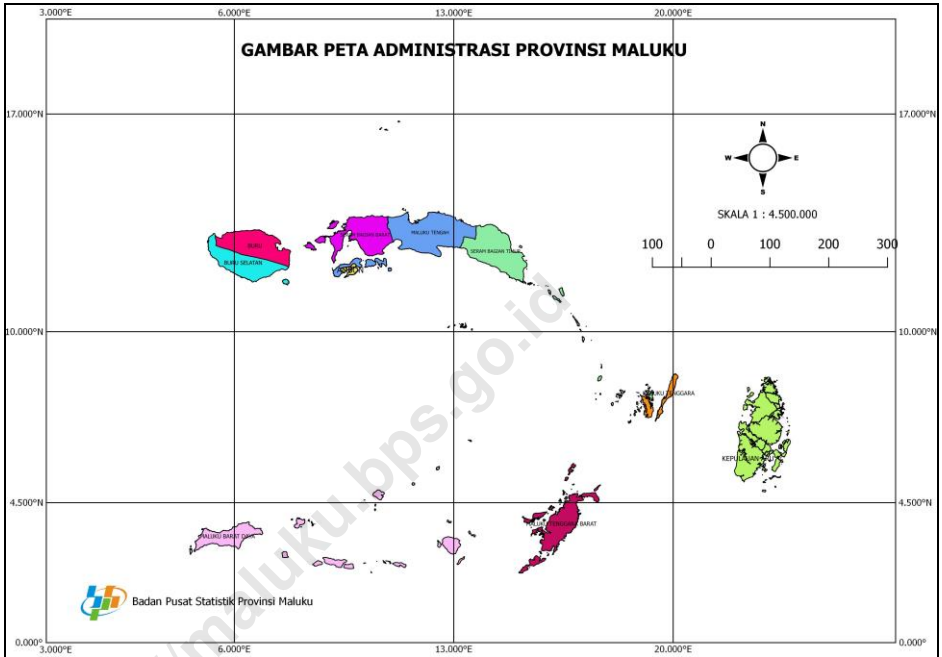 3.000°E 6.000°E 13.000°E 20.000°E
GAMBAR PETA ADMINISTRASI PROVINSI MALUKU
17.000°N 17.000°N
N
W E
S
SKALA 1 : 4.500.000
100 0 100 200 300
MALUKU TENGAH
BURU
SERAM BAGIAN TIMUR
BURU SELATAN
AMBON
10.000°N 10.000°N
MALUKU TENGGARA
KEPULAUAN ARU
4.500°N 4.500°N
MALUKU TENGGARA BARAT
MALUKU BARAT DAYA
Badan Pusat Statistik Provinsi Maluku
0.000° 0.000°
3.000°E 6.000°E 13.000°E 20.000°E
/maluku.bps.go.id